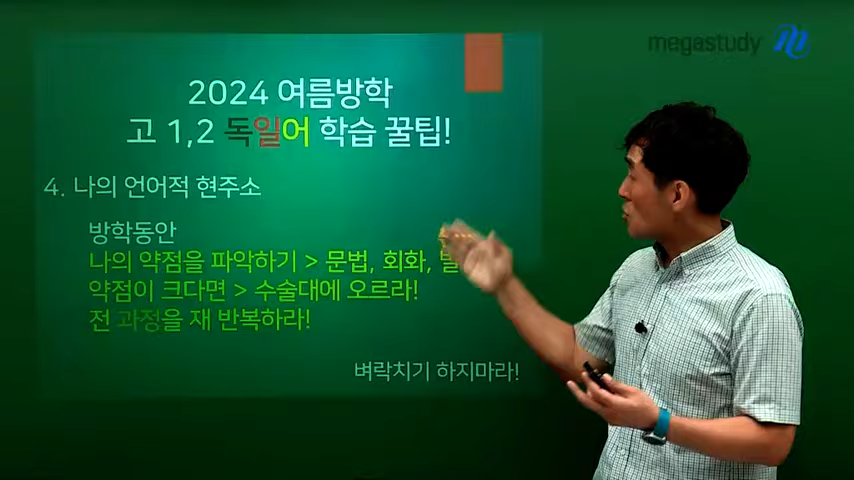 megastudy
2024 여름방학
고 1,2 독일어 학습 꿀팁!
4. 나의 언어적 현주소
방학동안
나의 약점을 파악하기 > 문법, 회화,
약점이 크다면 > 수술대에 오르라!
전 과정을 재 반복하라!
벼락치기 하지마라!